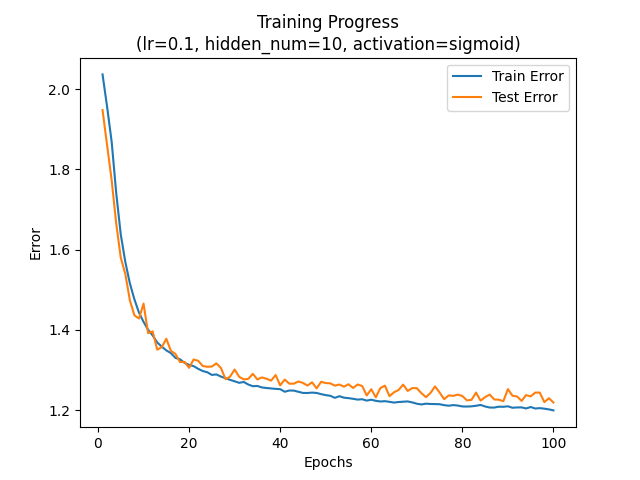 Training Progress
(lr=0.1, hidden_num=10, activation=sigmoid)
Train Error
Test Error
2.0
1.8
1.6
1.4
1.2
Error
0 20 40 60 80 100
Epochs